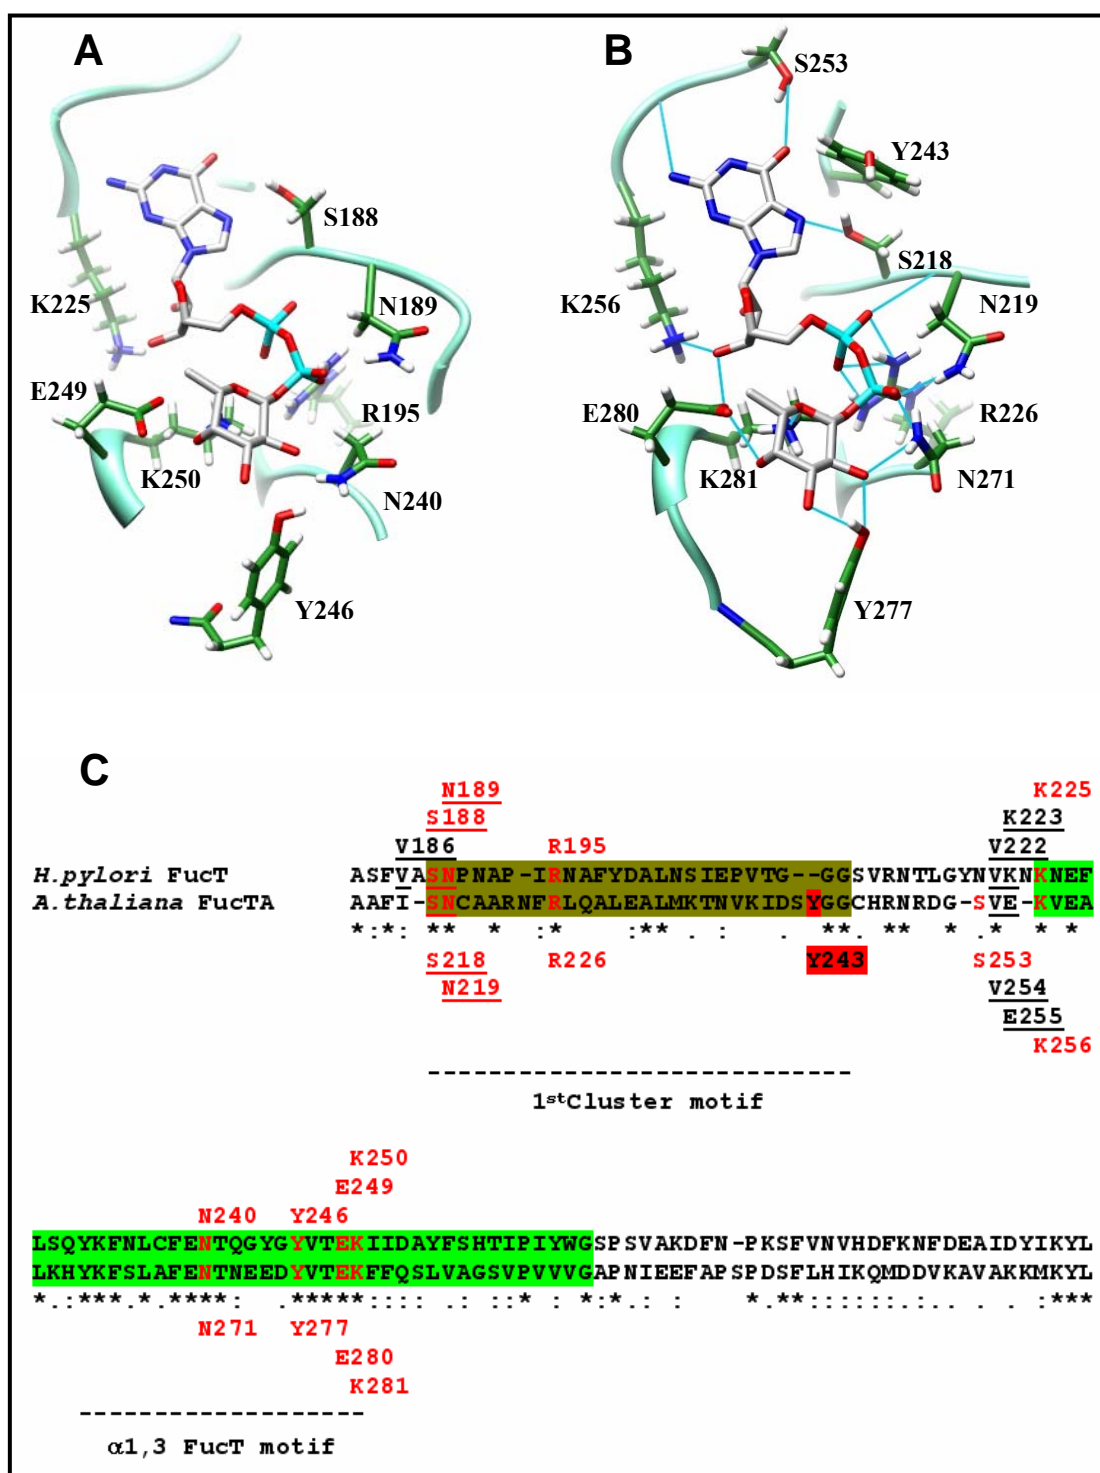 A
B
S253
Y243
S188
S218
K225
N189
K256
N219
E249
R195
E280
R226
K250
N240
K281
N271
Y246
Y277
C
N189 K225
S188 K223
V186 R195 V222
H.pylori FucT ASFVASNPNAP-IRNAFYDALNSIEPVTG--GGSVRNTLGYNVKNKNEF
A.thaliana FucTA AAFI-SNCAARNFRLQALEALMKTNVKIDSYGGCHRNRDG-SVE-KVEA
*:*: ** * :* :** . : . ** ** * * * *
S218 R226 Y243 S253
N219 V254
E255
K256
---------------------------
1stCluster motif
K250
E249
N240 Y246
LSQYKFNLCFENTQGYGYVTEKIIDAYFSHTIPIYWGSPSVAKDFN-PKSFVNVHDFKNFDEAIDYIKYL
LKHYKFSLAFENTNEEDYVTEKFFQSLVAGSVPVVVGAPNIEEFAPSPDSFLHIKQMDDVKAVAKKMKYL
*.:***.*.****: .*****:::: .: ::*: *:*.: : *.**:::::.:.. . .:***
N271 Y277
E280
K281
-------------------
α1,3 FucT motif